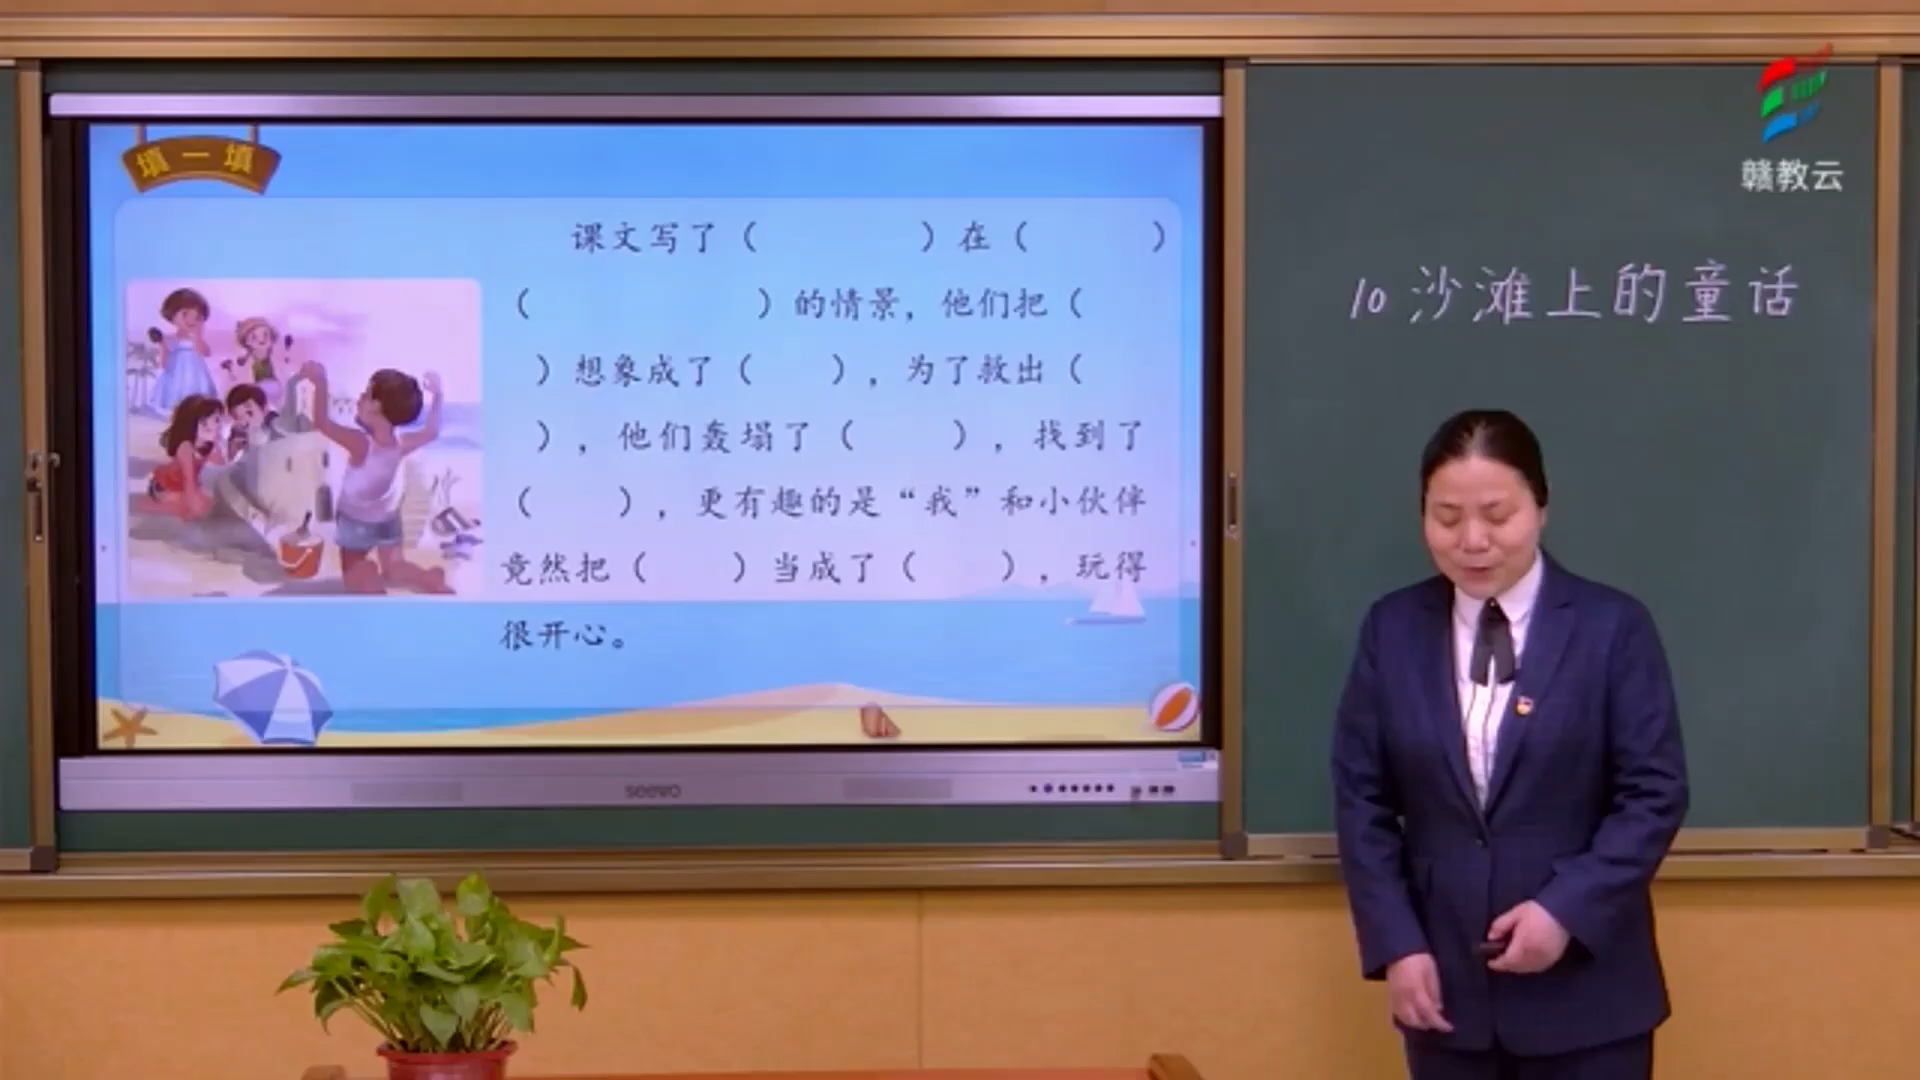 填一填
课文写了（ ）在（ ）
（ ）的情景，他们把（
）想象成了（ ），为了救出（
），他们轰塌了（ ），找到了
（ ），更有趣的是“我”和小伙伴
竟然把（ ）当成了（ ），玩得
很开心。
seewo
赣教云
10 沙滩上的童话